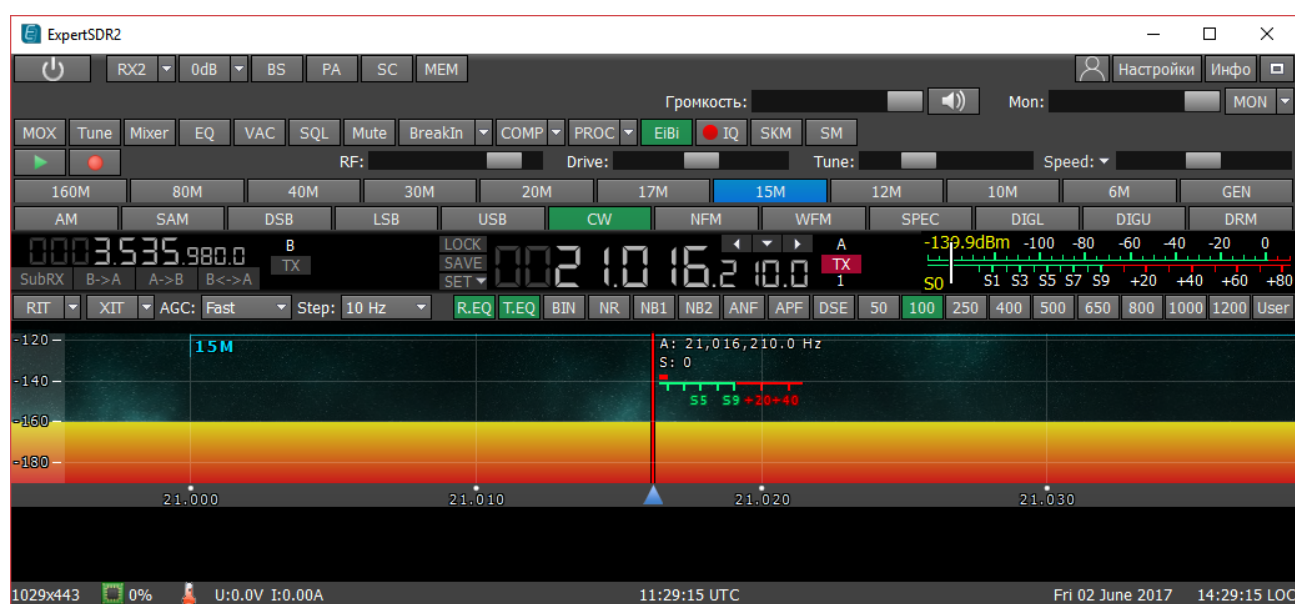 ExpertSDR2
RX2 0dB BS PA SC MEM Настройки Инфо
Громкость: Mon: MON
MOX Tune Mixer EQ VAC SQL Mute BreakIn COMP PROC EiBi IQ SKM SM
RF: Drive: Tune: Speed:
160M 80M 40M 30M 20M 17M 15M 12M 10M 6M GEN
AM SAM DSB LSB USB CW NFM WFM SPEC DIGL DIGU DRM
0003.535.980.0 B TX LOCK SAVE SET 00021.016.210.0 A TX 1 -139.9dBm -100 -80 -60 -40 -20 0
SubRX B->A A->B B<->A S0 S1 S3 S5 S7 S9 +20 +40 +60 +80
RIT XIT AGC: Fast Step: 10 Hz R.EQ T.EQ BIN NR NB1 NB2 ANF APF DSE 50 100 250 400 500 650 800 1000 1200 User
-120 15M A: 21,016,210.0 Hz
S: 0
-140
S5 S9 +20 +40
-160
-180
21.000 21.010 21.020 21.030
1029x443 0% U:0.0V I:0.00A 11:29:15 UTC Fri 02 June 2017 14:29:15 LOC